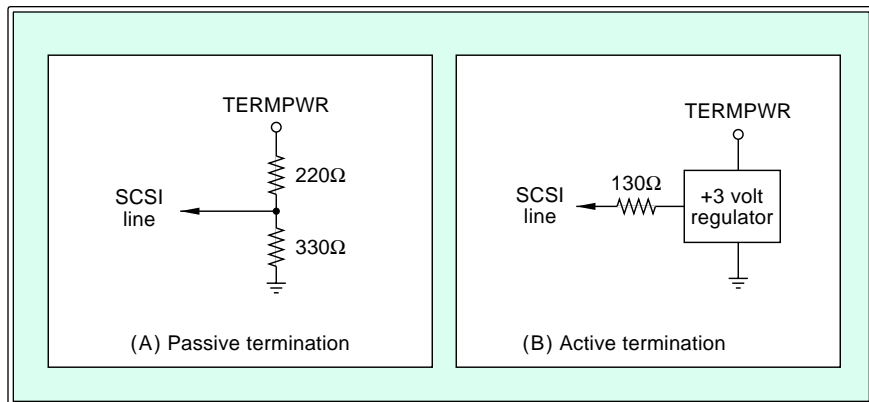 TERMPWR
220Ω
SCSI
line
330Ω
(A) Passive termination
TERMPWR
130Ω
SCSI
line
+3 volt
regulator
(B) Active termination